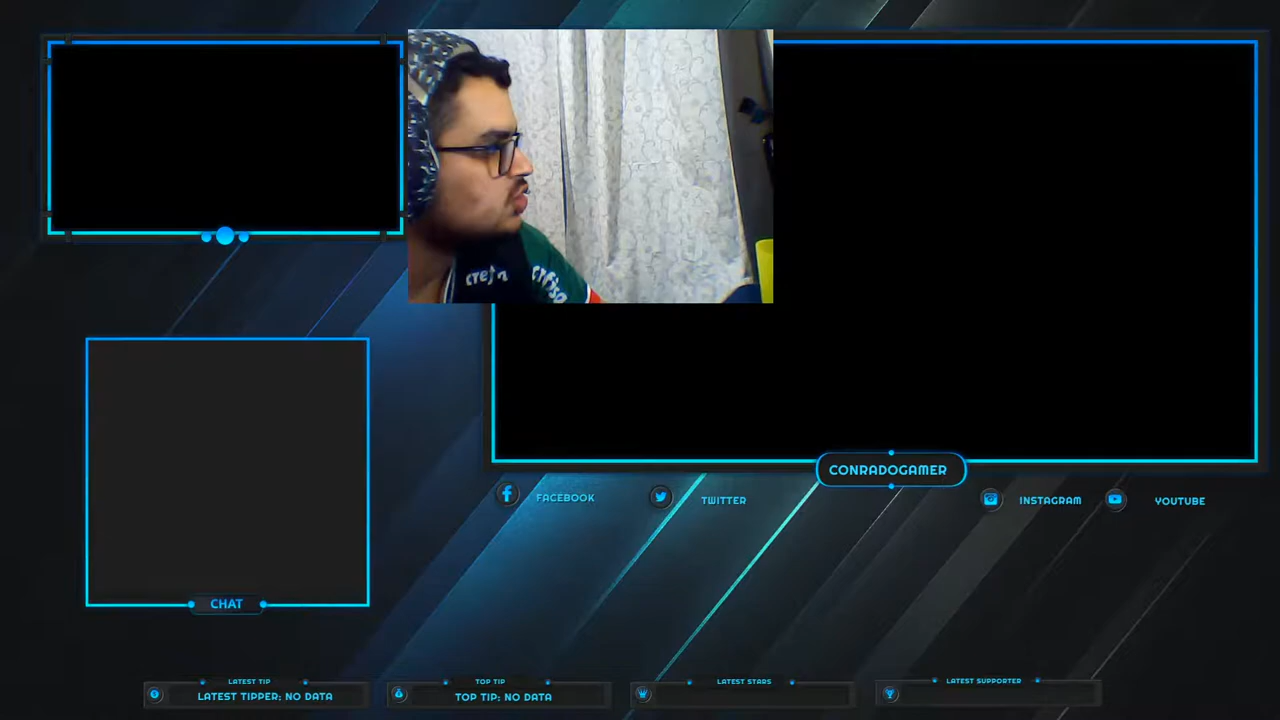 crefisa
CONRADOGAMER
FACEBOOK
TWITTER
INSTAGRAM
YOUTUBE
CHAT
LATEST TIP
LATEST TIPPER: NO DATA
TOP TIP
TOP TIP: NO DATA
LATEST STARS
LATEST SUPPORTER